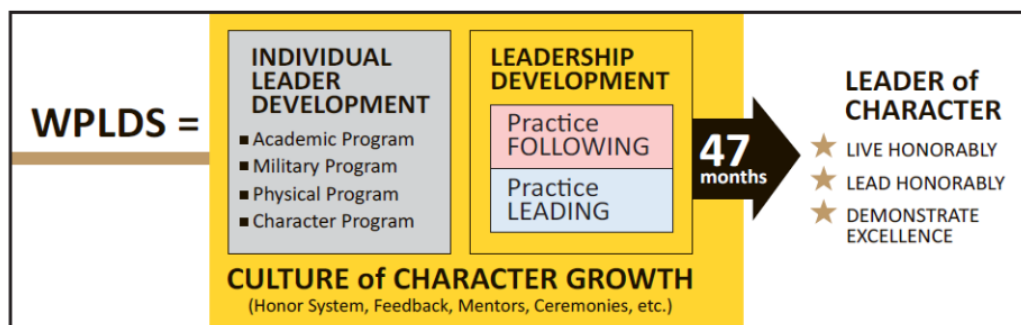 WPLDS =
INDIVIDUAL
LEADER
DEVELOPMENT
■ Academic Program
■ Military Program
■ Physical Program
■ Character Program
LEADERSHIP
DEVELOPMENT
Practice
FOLLOWING
Practice
LEADING
CULTURE of CHARACTER GROWTH
(Honor System, Feedback, Mentors, Ceremonies, etc.)
47
months
LEADER of
CHARACTER
★ LIVE HONORABLY
★ LEAD HONORABLY
★ DEMONSTRATE
EXCELLENCE